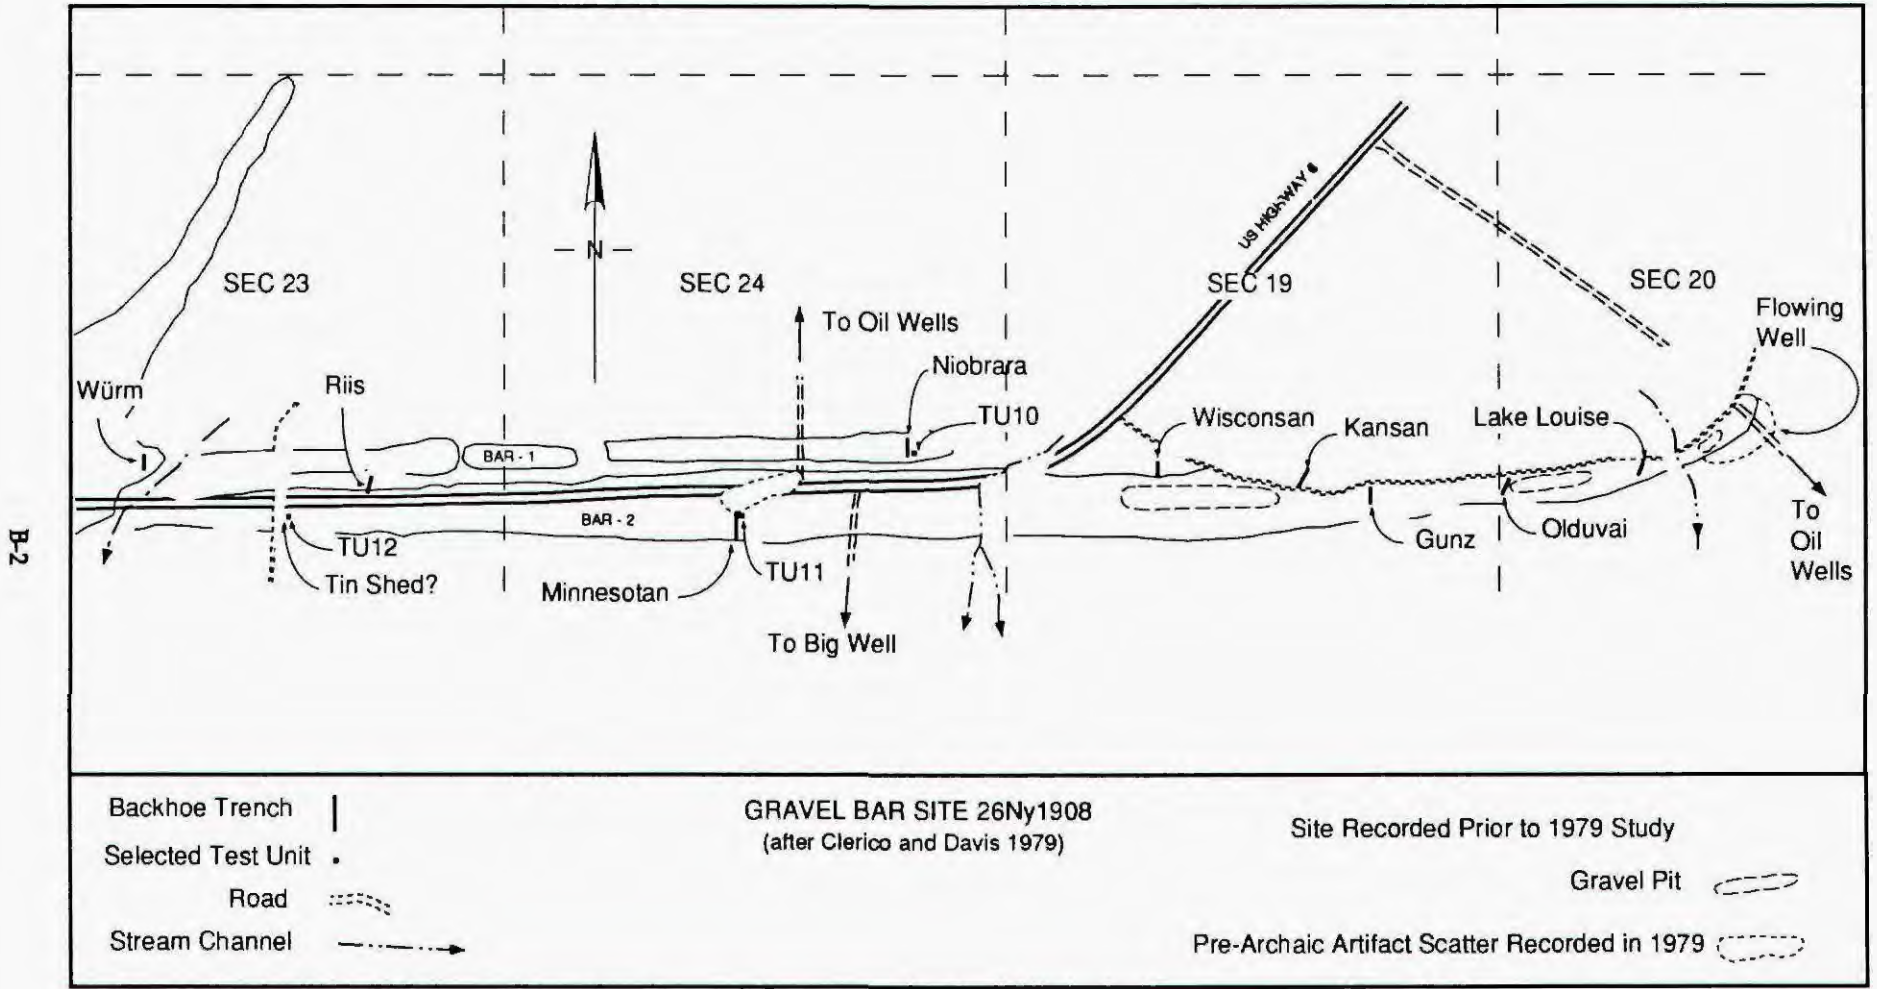 US HIGHWAY 6
SEC 23
SEC 24
SEC 19
SEC 20
Flowing
Well
To Oil Wells
Niobrara
Würm
Riis
TU10
Wisconsan
Kansan
Lake Louise
BAR - 1
BAR - 2
N
TU12
Tin Shed?
Minnesotan
TU11
To Big Well
Gunz
Olduvai
To
Oil
Wells
B-2
Backhoe Trench
Selected Test Unit
Road
Stream Channel
GRAVEL BAR SITE 26Ny1908
(after Clerico and Davis 1979)
Site Recorded Prior to 1979 Study
Gravel Pit
Pre-Archaic Artifact Scatter Recorded in 1979